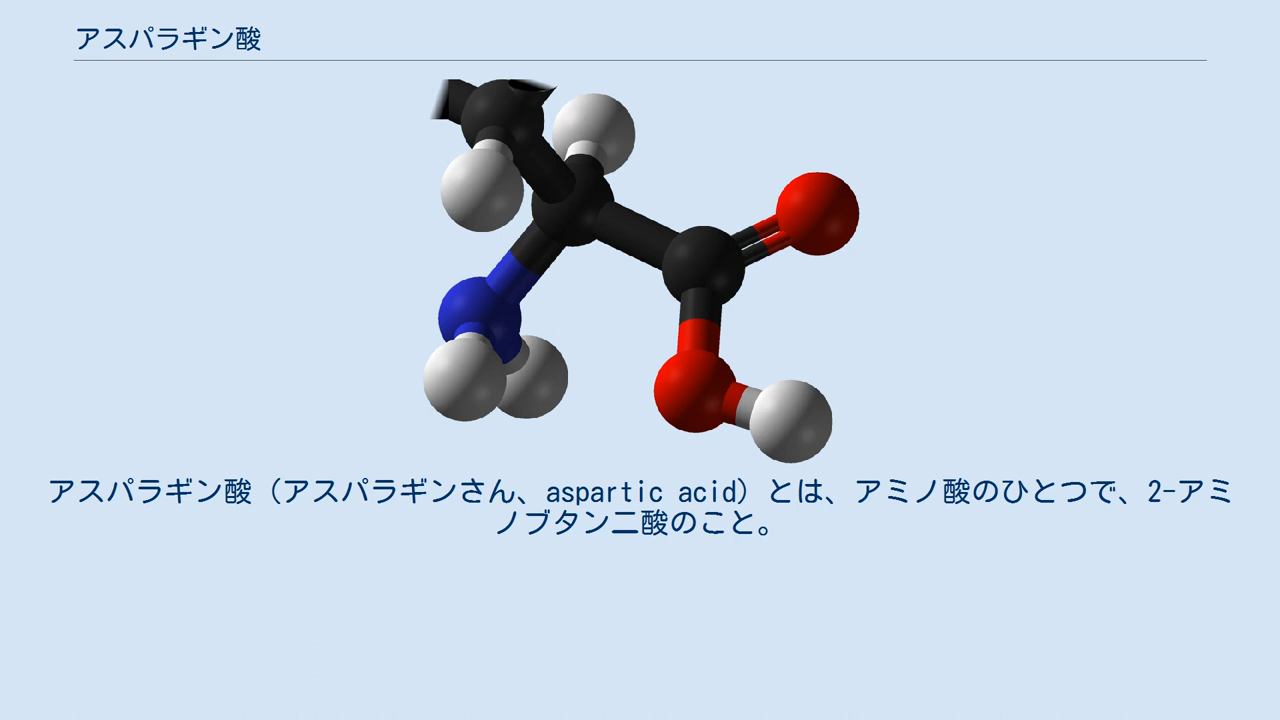 アスパラギン酸
アスパラギン酸（アスパラギンさん、aspartic acid）とは、アミノ酸のひとつで、2-アミ
ノブタン二酸のこと。